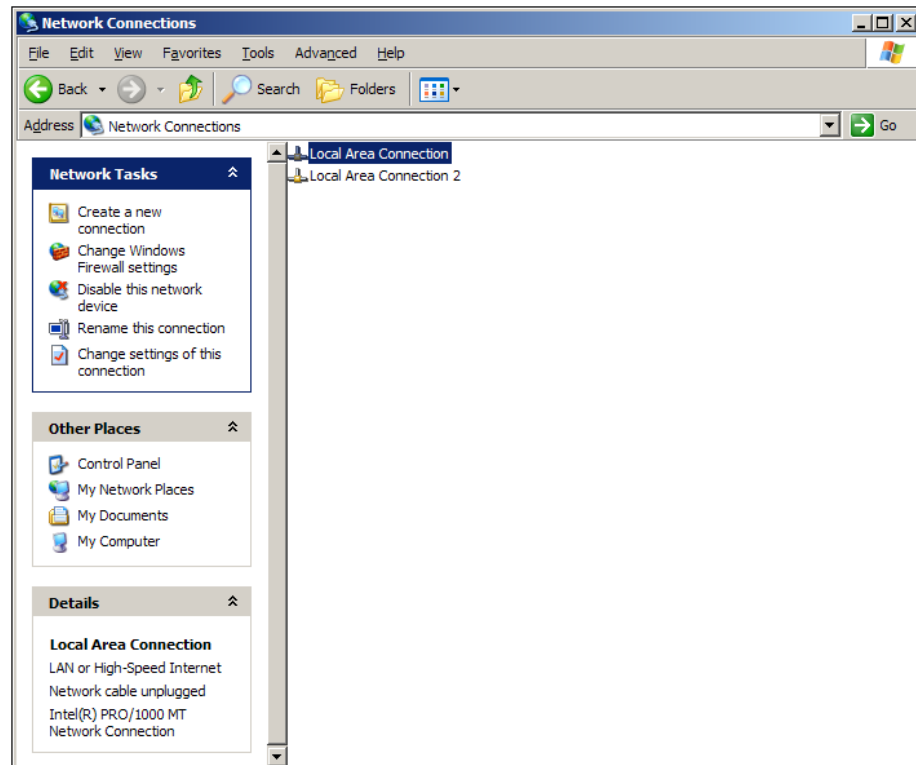 Network Connections
File Edit View Favorites Tools Advanced Help
Back Search Folders
Address Network Connections Go
Network Tasks
Create a new
connection
Change Windows
Firewall settings
Disable this network
device
Rename this connection
Change settings of this
connection
Other Places
Control Panel
My Network Places
My Documents
My Computer
Details
Local Area Connection
LAN or High-Speed Internet
Network cable unplugged
Intel(R) PRO/1000 MT
Network Connection
Local Area Connection
Local Area Connection 2